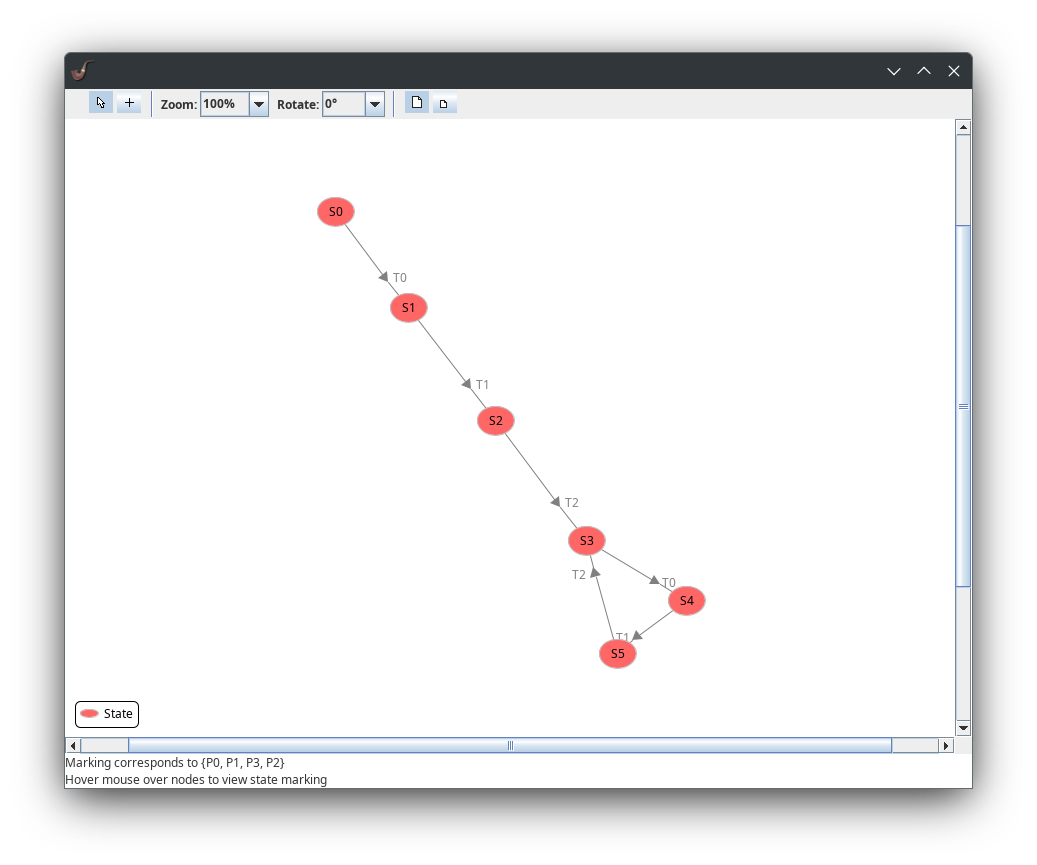 Zoom: 100% Rotate: 0°
S0
T0
S1
T1
S2
T2
S3
T2
T0
S4
T1
S5
State
Marking corresponds to {P0, P1, P3, P2}
Hover mouse over nodes to view state marking